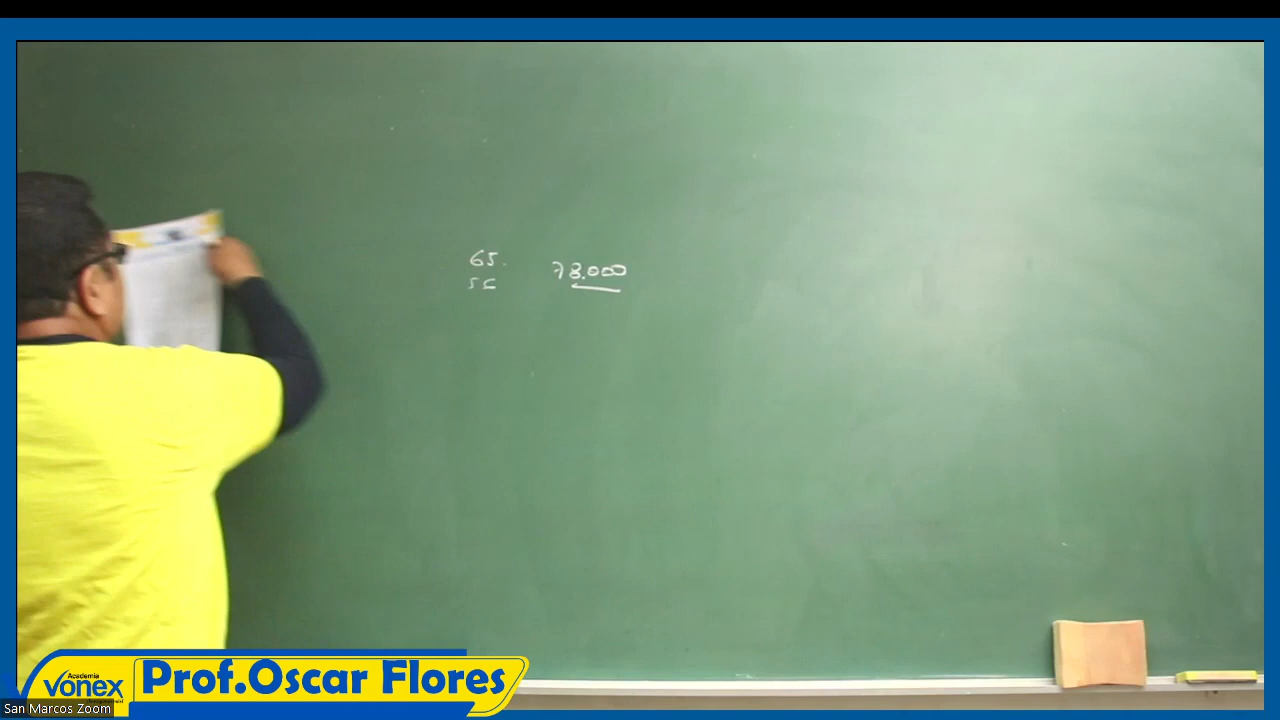 65.
78.000
Academia
vonex
Prof.Oscar Flores
San Marcos Zoom